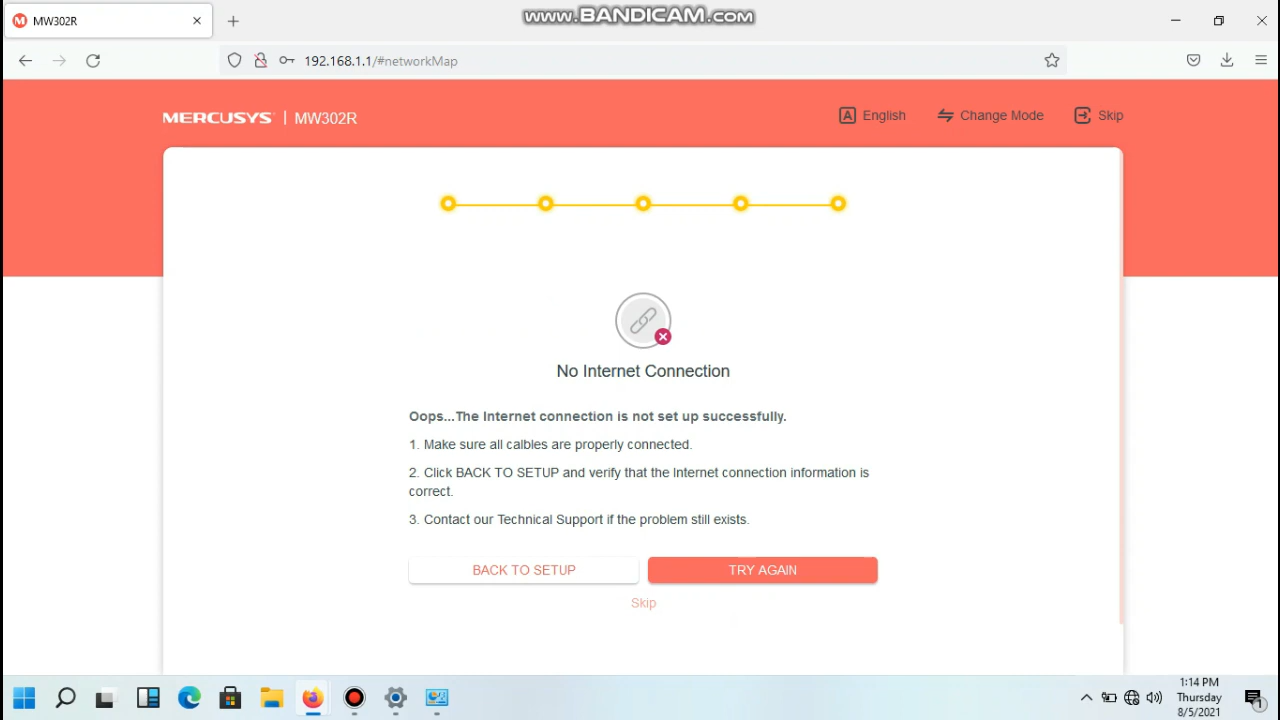 www.BANDICAM.com
MW302R
192.168.1.1/#networkMap
MERCUSYS | MW302R
A English
Change Mode
Skip
No Internet Connection
Oops...The Internet connection is not set up successfully.
1. Make sure all calbles are properly connected.
2. Click BACK TO SETUP and verify that the Internet connection information is
correct.
3. Contact our Technical Support if the problem still exists.
BACK TO SETUP
TRY AGAIN
Skip
1:14 PM
Thursday
8/5/2021
1